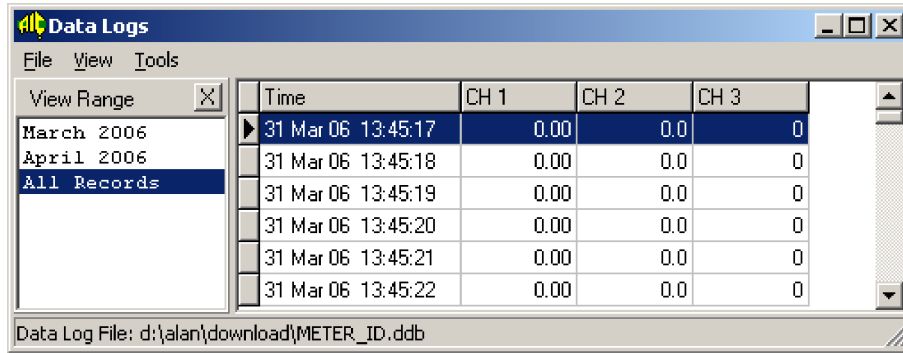 Data Logs
File View Tools
View Range
March 2006
April 2006
All Records
Time CH 1 CH 2 CH 3
31 Mar 06 13:45:17 0.00 0.0 0
31 Mar 06 13:45:18 0.00 0.0 0
31 Mar 06 13:45:19 0.00 0.0 0
31 Mar 06 13:45:20 0.00 0.0 0
31 Mar 06 13:45:21 0.00 0.0 0
31 Mar 06 13:45:22 0.00 0.0 0
Data Log File: d:\alan\download\METER_ID.ddb